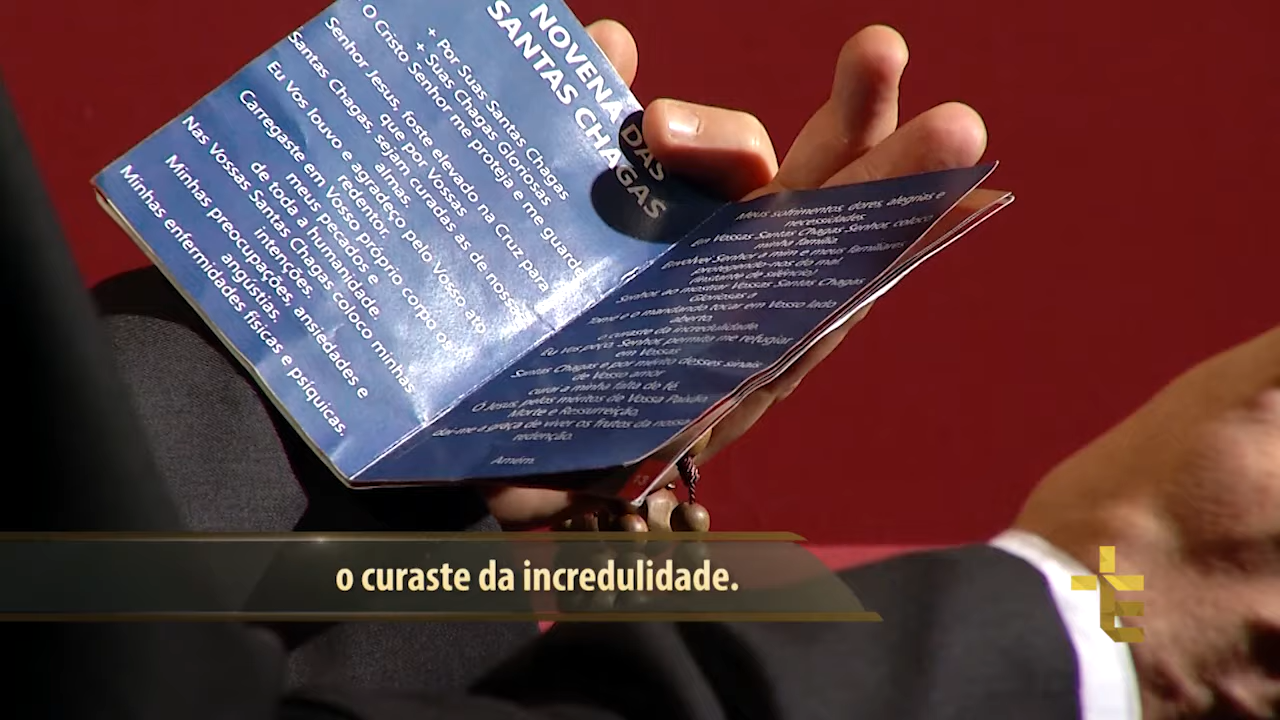 NOVENA DAS
SANTAS CHAGAS
+ Por Suas Santas Chagas
+ Suas Chagas Gloriosas
o Cristo Senhor me proteja e me guarde
Senhor Jesus, foste elevado na Cruz para
que por Vossas
Santas Chagas, sejam curadas as de nossas
almas.
Eu Vos louvo e agradeço pelo Vosso ato
redentor.
Carregaste em Vosso próprio corpo os
meus pecados e
de toda a humanidade.
Nas Vossas Santas Chagas coloco minhas
intenções.
Minhas preocupações, ansiedades e
angústias.
Minhas enfermidades físicas e psíquicas.
Meus sofrimentos, dores, alegrias e
necessidades.
Em Vossas Santas Chagas Senhor, coloco
minha família.
Envolvei Senhor a mim e meus familiares
protegendo-nos do mal.
(instante de silêncio)
Senhor, ao mostrar Vossas Santas Chagas
Gloriosas a
Tomé e o mandando tocar em Vosso lado
aberto,
o curaste da incredulidade.
Eu vos peço, Senhor, permita me refugiar
em Vossas
Santas Chagas e por mérito desses sinais
de Vosso amor
curai a minha falta de fé.
Ó Jesus, pelos méritos de Vossa Paixão
Morte e Ressurreição,
dai-me a graça de viver os frutos da nossa
redenção.
Amém.
o curaste da incredulidade.